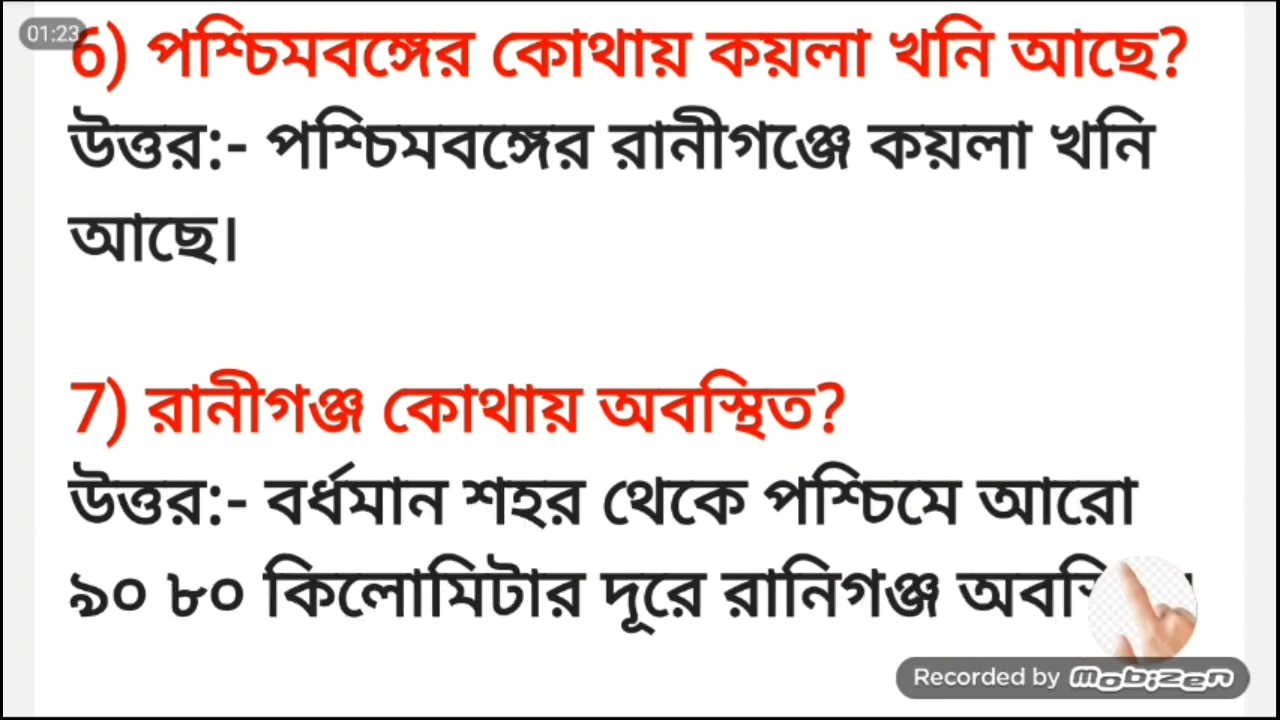 01:23
6) পশ্চিমবঙ্গের কোথায় কয়লা খনি আছে?
উত্তর:- পশ্চিমবঙ্গের রানীগঞ্জে কয়লা খনি
আছে।
7) রানীগঞ্জ কোথায় অবস্থিত?
উত্তর:- বর্ধমান শহর থেকে পশ্চিমে আরো
৯০ ৮০ কিলোমিটার দূরে রানিগঞ্জ
Recorded by mobizen